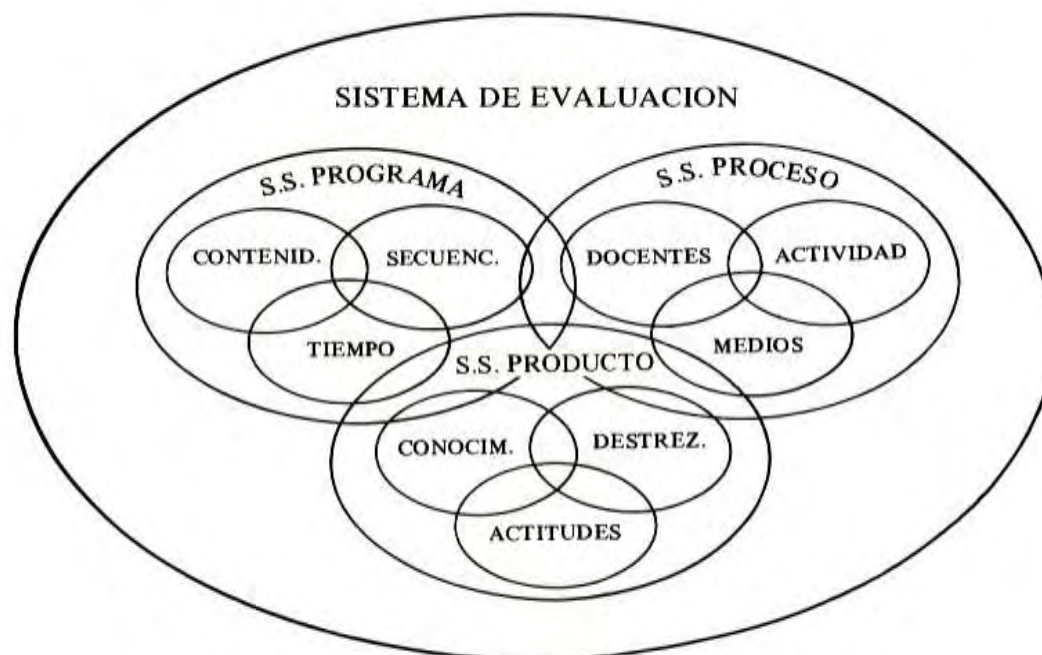 SISTEMA DE EVALUACION
S.S. PROGRAMA
S.S. PROCESO
CONTENID.
SECUENC.
DOCENTES
ACTIVIDAD
TIEMPO
MEDIOS
S.S. PRODUCTO
CONOCIM.
DESTREZ.
ACTITUDES